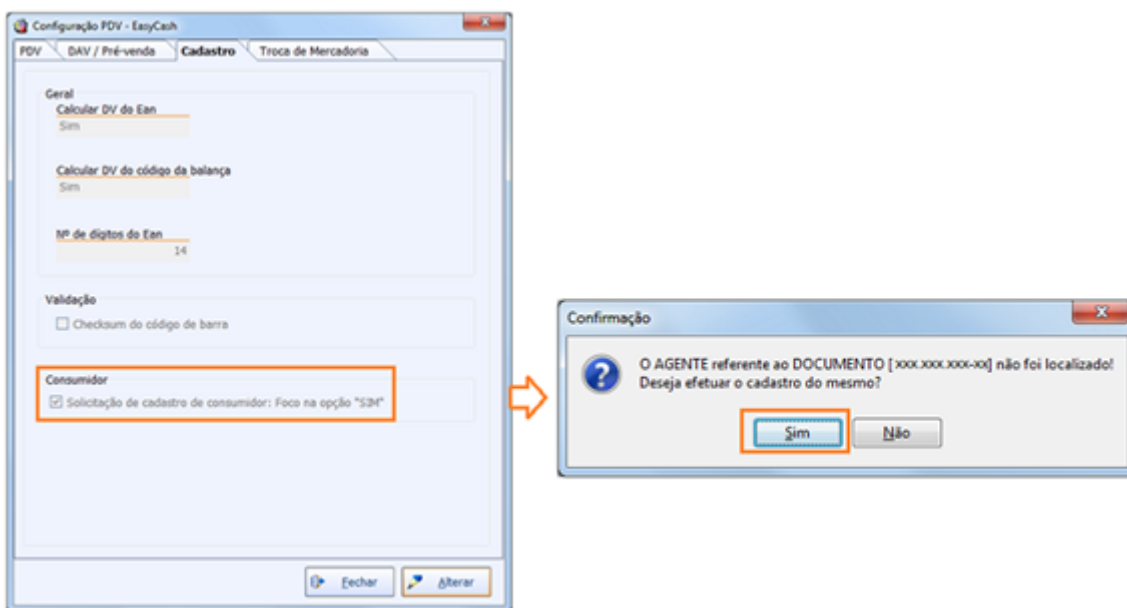 Configuração PDV - EasyCash
PDV DAV / Pré-venda Cadastro Troca de Mercadoria
Geral
Calcular DV do Ean
Sim
Calcular DV do código da balança
Sim
Nº de dígitos do Ean
14
Validação
Checksum do código de barra
Consumidor
Solicitação de cadastro de consumidor: Foco na opção "SIM"
Fechar Alterar
Confirmação
O AGENTE referente ao DOCUMENTO [ xxx.xxx.xxx-xx] não foi localizado!
Deseja efetuar o cadastro do mesmo?
Sim Não